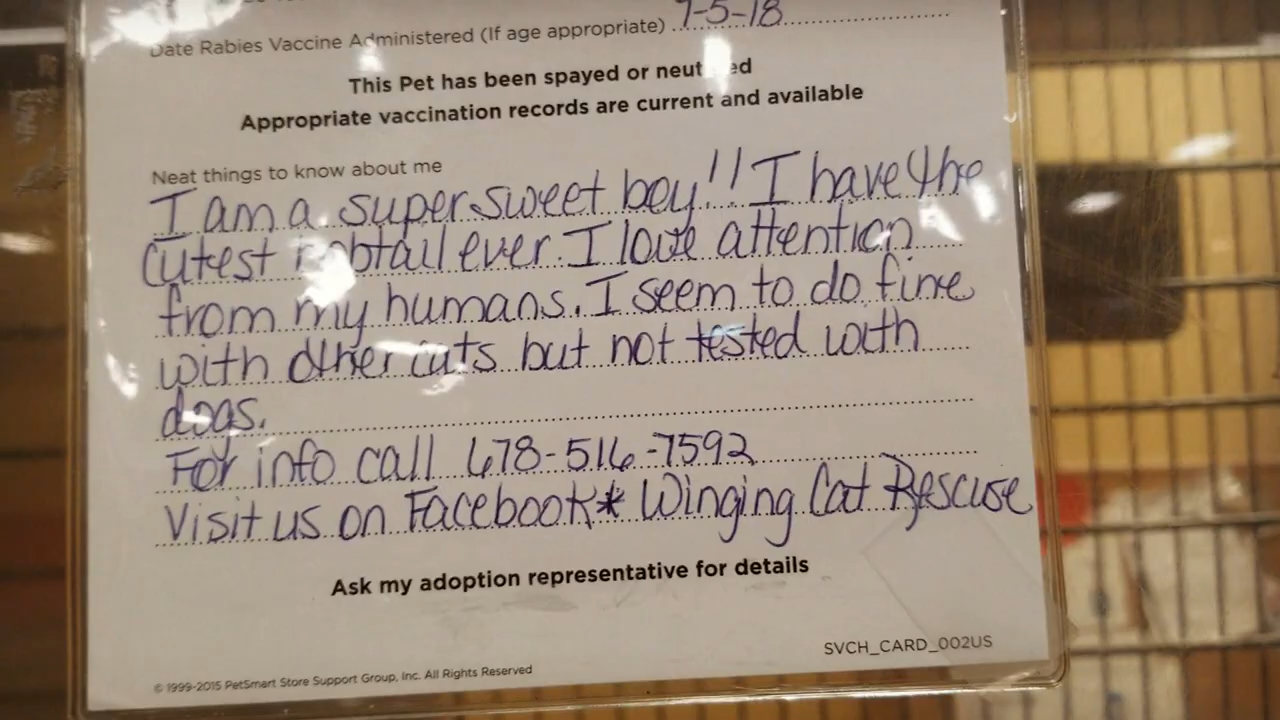 Date Rabies Vaccine Administered (If age appropriate) 7-5-18
This Pet has been spayed or neutered
Appropriate vaccination records are current and available
Neat things to know about me
I am a super sweet boy!! I have the
cutest bobtail ever. I love attention
from my humans. I seem to do fine
with other cats but not tested with
dogs.
For info call 678-516-7592
Visit us on Facebook* Winging Cat Rescuse
Ask my adoption representative for details
SVCH_CARD_002US
© 1999-2015 PetSmart Store Support Group, Inc. All Rights Reserved